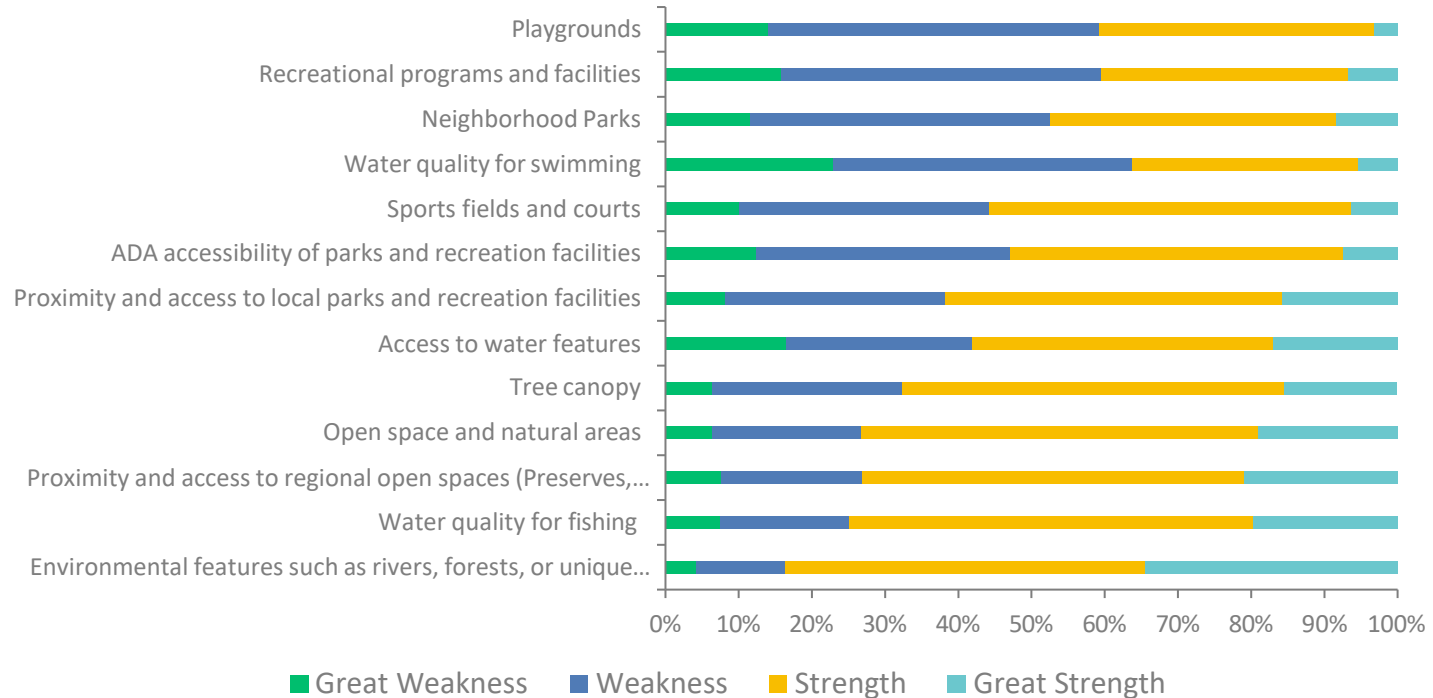 Playgrounds
Recreational programs and facilities
Neighborhood Parks
Water quality for swimming
Sports fields and courts
ADA accessibility of parks and recreation facilities
Proximity and access to local parks and recreation facilities
Access to water features
Tree canopy
Open space and natural areas
Proximity and access to regional open spaces (Preserves,...
Water quality for fishing
Environmental features such as rivers, forests, or unique...
0% 10% 20% 30% 40% 50% 60% 70% 80% 90% 100%
Great Weakness Weakness Strength Great Strength